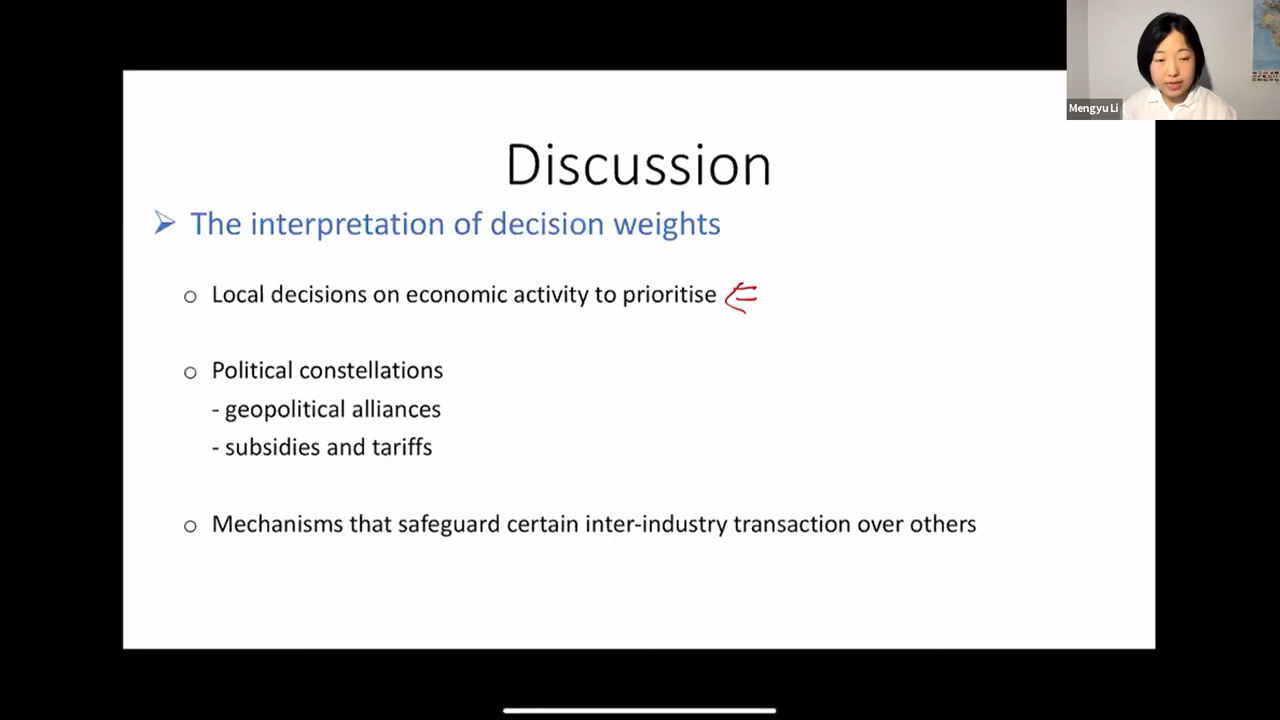 Mengyu Li
Discussion
The interpretation of decision weights
Local decisions on economic activity to prioritise
Political constellations
- geopolitical alliances
- subsidies and tariffs
Mechanisms that safeguard certain inter-industry transaction over others